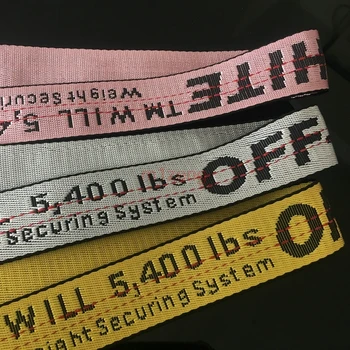 HITE
TM WILL 5,4
Weight Securi
OFF
5,400 lbs
Securing System
O
WILL 5,400 lbs
eight Securing System